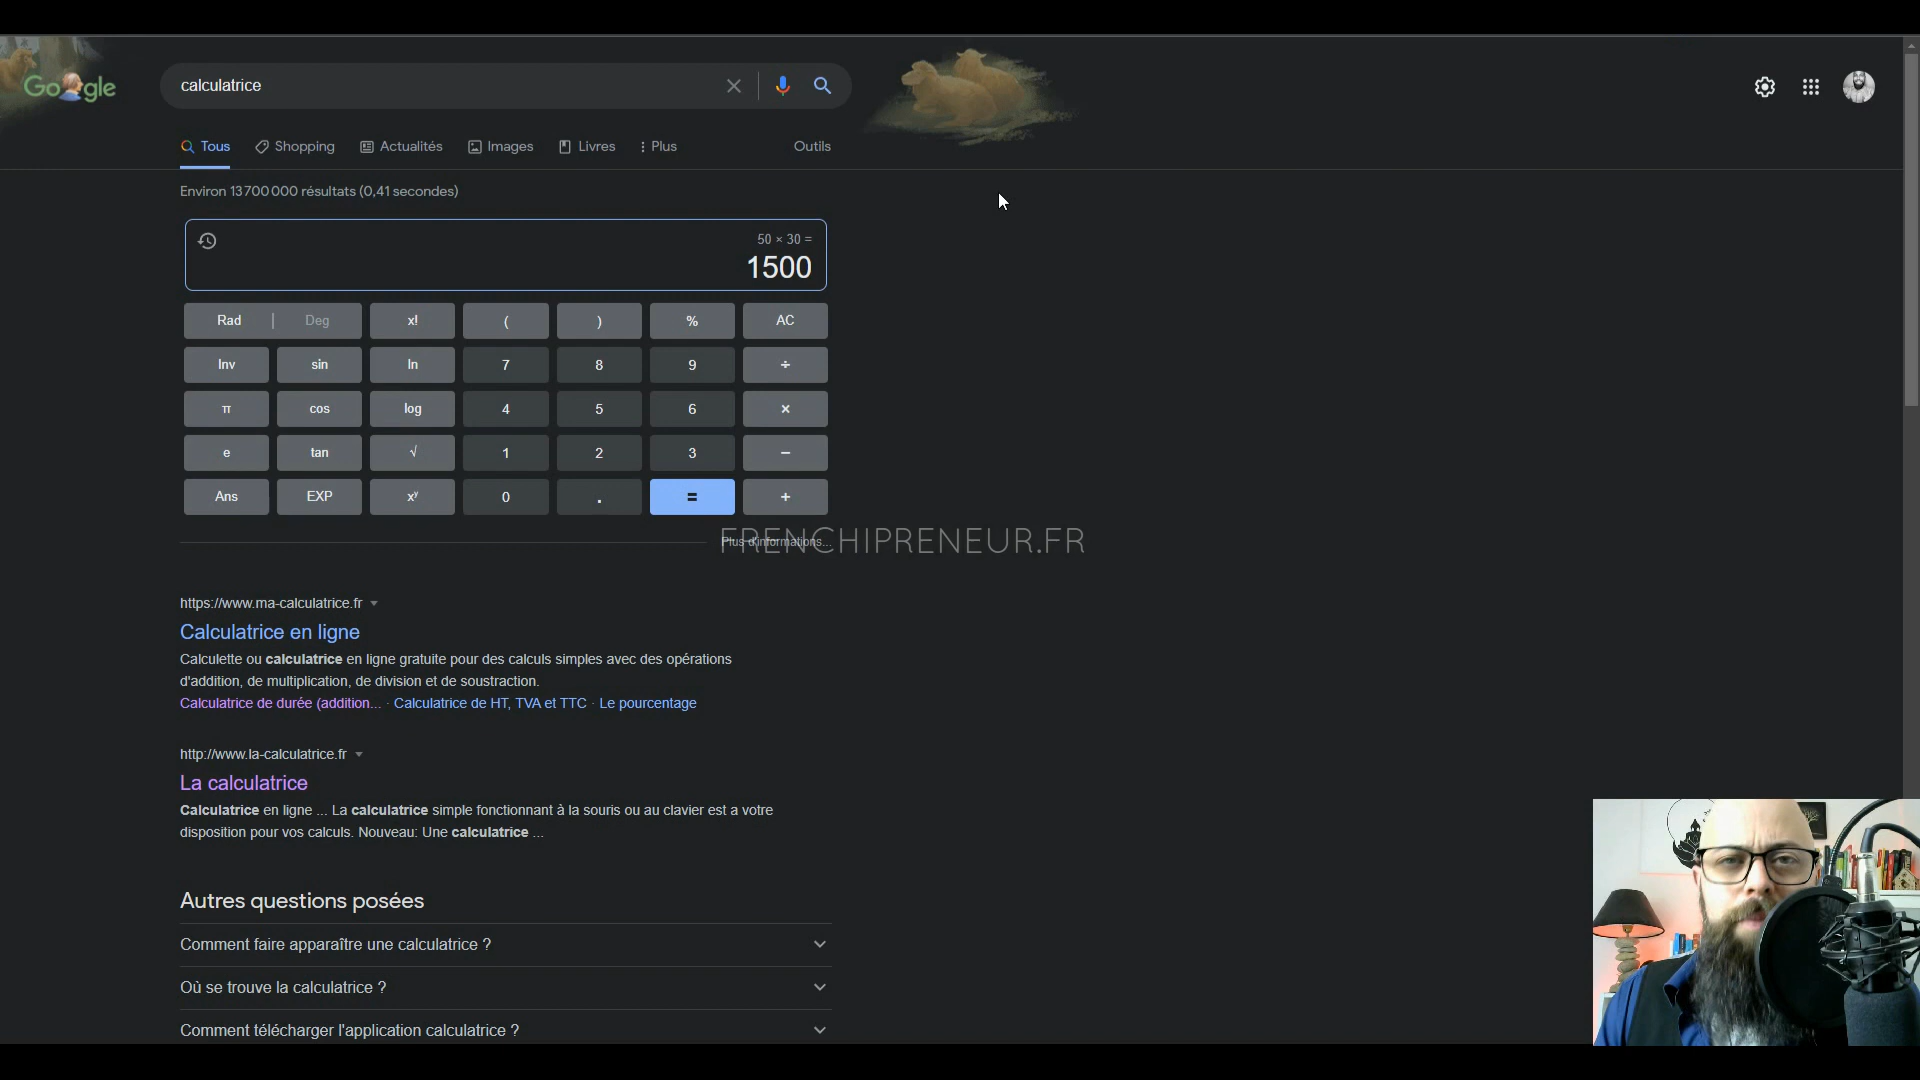 Google
calculatrice
Tous
Shopping
Actualités
Images
Livres
Plus
Outils
Environ 13 700 000 résultats (0,41 secondes)
50 × 30 =
1500
Rad | Deg x! ( ) % AC
Inv sin ln 7 8 9 ÷
π cos log 4 5 6 ×
e tan √ 1 2 3 −
Ans EXP xʸ 0 . = +
Plus d'informations...
FRENCHIPRENEUR.FR
https://www.ma-calculatrice.fr
Calculatrice en ligne
Calculette ou calculatrice en ligne gratuite pour des calculs simples avec des opérations
d'addition, de multiplication, de division et de soustraction.
Calculatrice de durée (addition... · Calculatrice de HT, TVA et TTC · Le pourcentage
http://www.la-calculatrice.fr
La calculatrice
Calculatrice en ligne ... La calculatrice simple fonctionnant à la souris ou au clavier est a votre
disposition pour vos calculs. Nouveau: Une calculatrice ...
Autres questions posées
Comment faire apparaître une calculatrice ?
Où se trouve la calculatrice ?
Comment télécharger l'application calculatrice ?